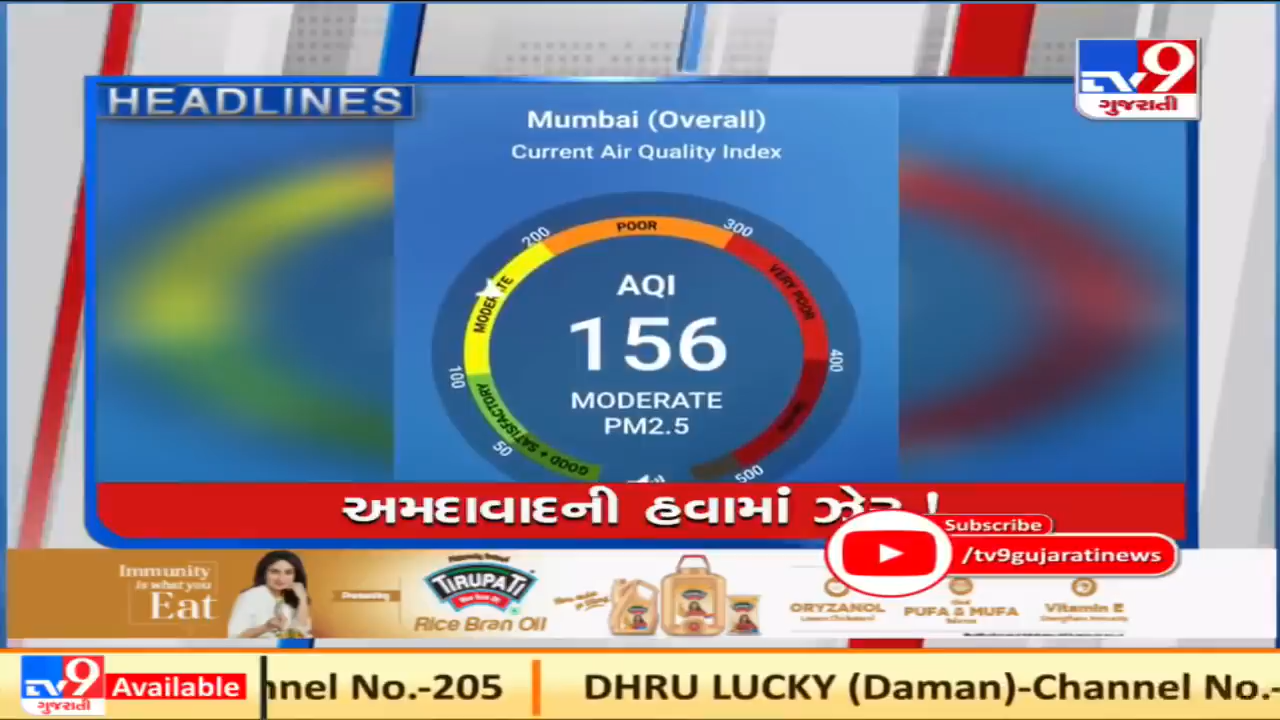 HEADLINES
TV9
ગુજરાતી
Mumbai (Overall)
Current Air Quality Index
200
POOR
300
MODERATE
VERY POOR
AQI
156
100
400
MODERATE
PM2.5
GOOD + SATISFACTORY
50
500
અમદાવાદની હવામાં
Subscribe
/tv9gujaratinews
Immunity
is what you
Eat
TIRUPATI
Rice Bran Oil
ORYZANOL
PUFA & MUFA
Vitamin E
TV9
ગુજરાતી
Available
nnel No.-205
DHRU LUCKY (Daman)-Channel No.-